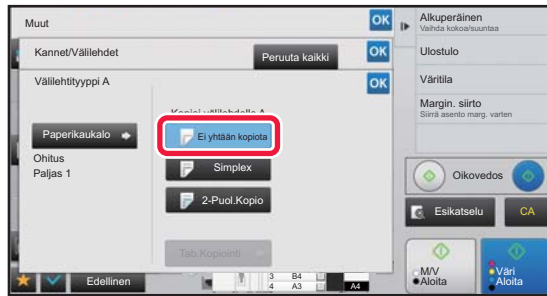 Muut
OK
Kannet/Välilehdet
Peruuta kaikki
OK
Välilehtityyppi A
OK
Paperikaukalo
Ohitus
Paljas 1
Ei yhtään kopiota
Simplex
2-Puol.Kopio
Tab.Kopiointi
Edellinen
3 B4
4 A3
A4
Alkuperäinen
Vaihda kokoa/suuntaa
Ulostulo
Väritila
Margin. siirto
Siirrä asento marg. varten
Oikovedos
Esikatselu
CA
M/V
Aloita
Väri
Aloita